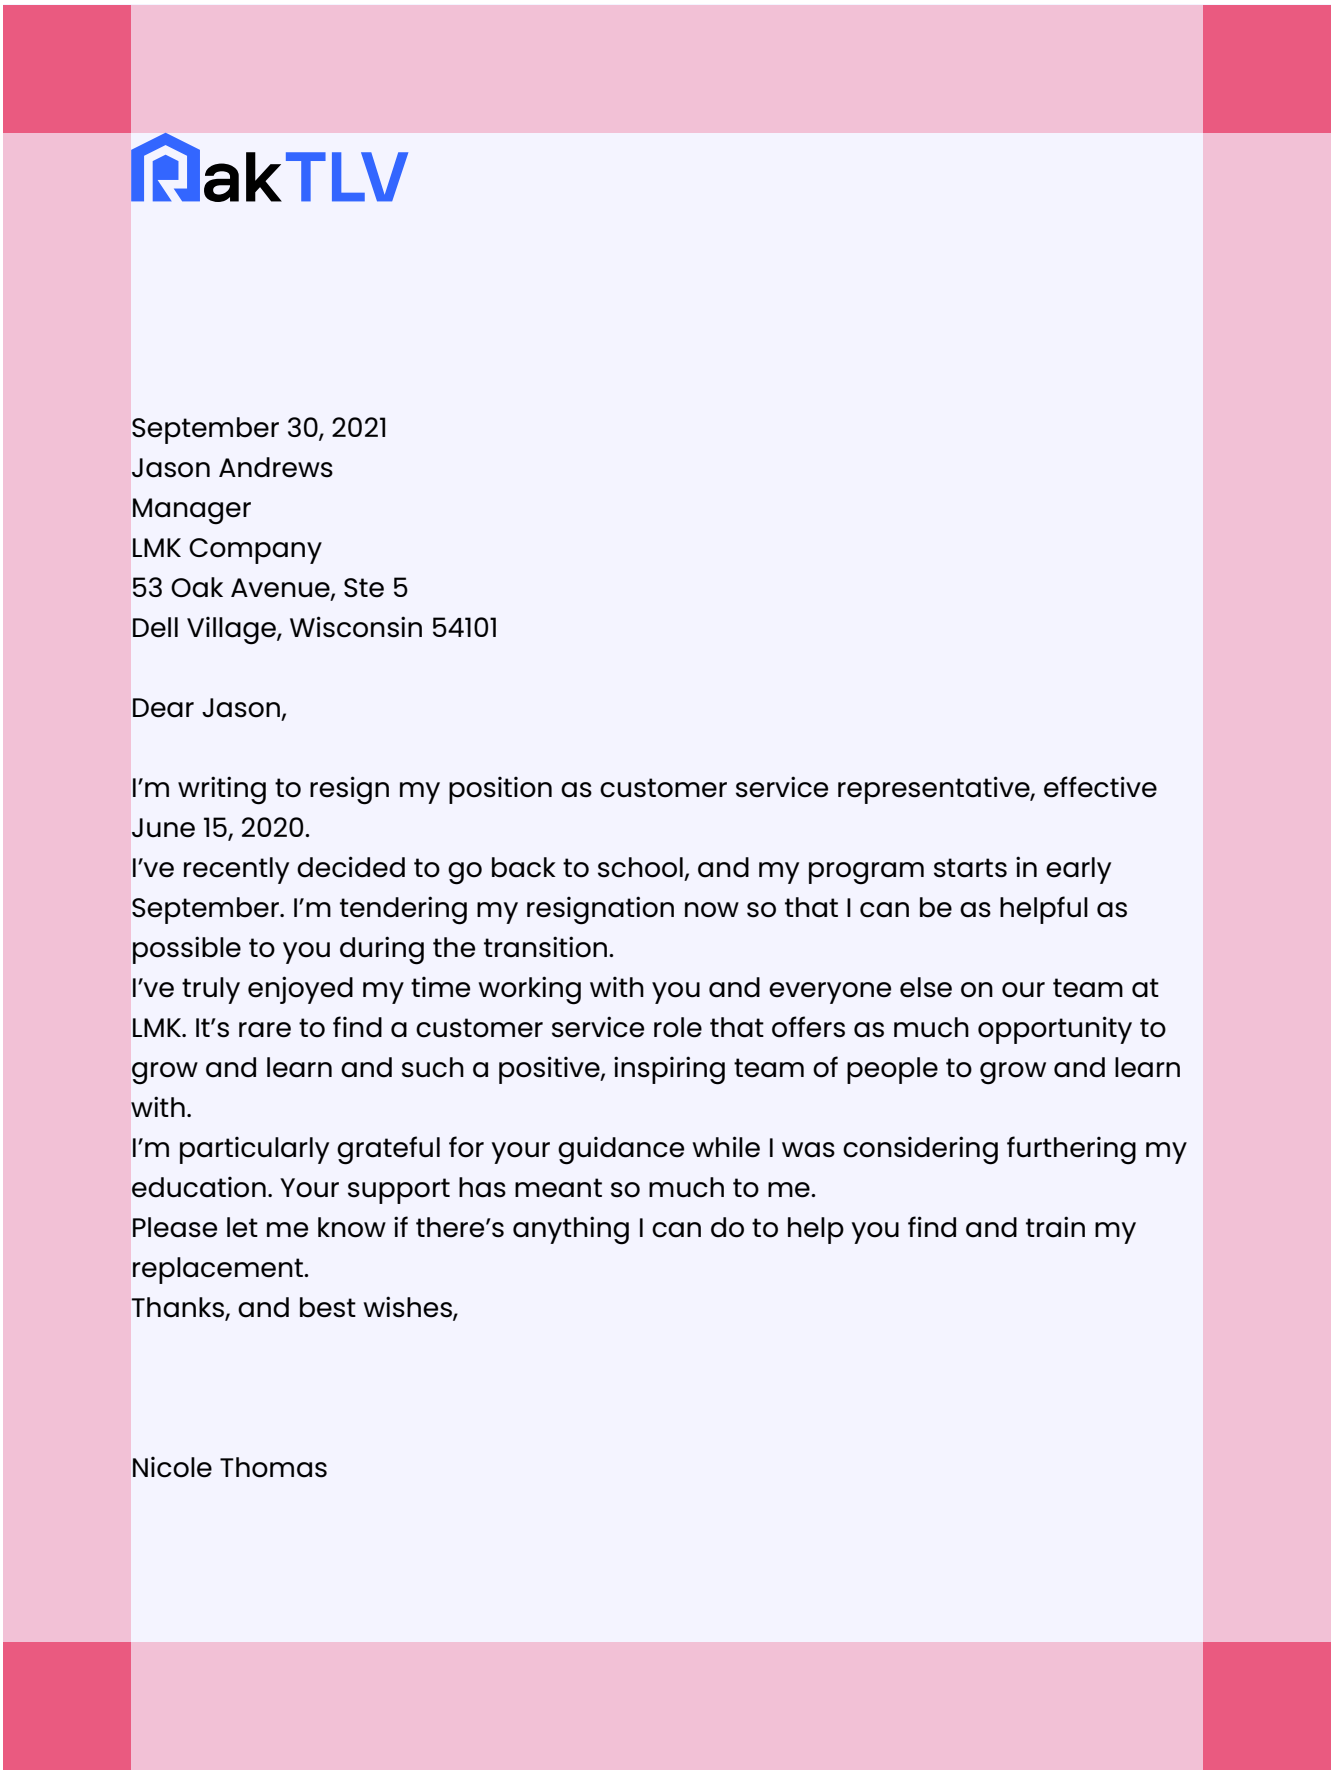 RakTLV
September 30, 2021
Jason Andrews
Manager
LMK Company
53 Oak Avenue, Ste 5
Dell Village, Wisconsin 54101
Dear Jason,
I’m writing to resign my position as customer service representative, effective
June 15, 2020.
I’ve recently decided to go back to school, and my program starts in early
September. I’m tendering my resignation now so that I can be as helpful as
possible to you during the transition.
I’ve truly enjoyed my time working with you and everyone else on our team at
LMK. It’s rare to find a customer service role that offers as much opportunity to
grow and learn and such a positive, inspiring team of people to grow and learn
with.
I’m particularly grateful for your guidance while I was considering furthering my
education. Your support has meant so much to me.
Please let me know if there’s anything I can do to help you find and train my
replacement.
Thanks, and best wishes,
Nicole Thomas